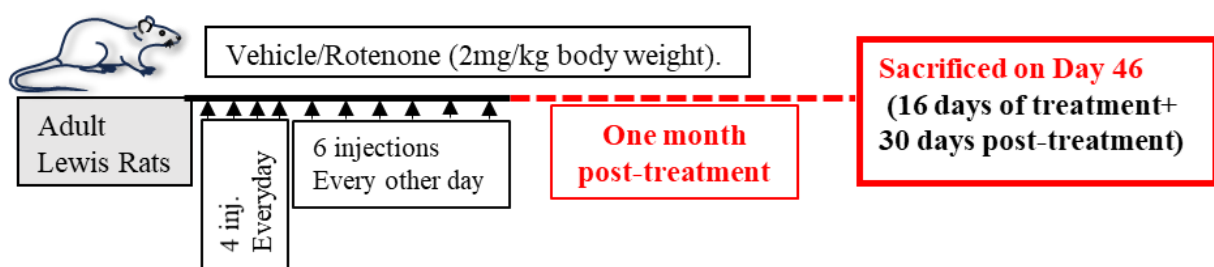 Vehicle/Rotenone (2mg/kg body weight).
Adult
Lewis Rats
4 inj.
Everyday
6 injections
Every other day
One month
post-treatment
Sacrificed on Day 46
(16 days of treatment+
30 days post-treatment)